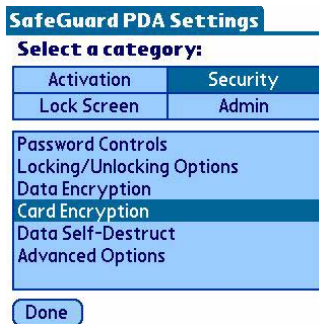 SafeGuard PDA Settings
Select a category:
Activation Security
Lock Screen Admin
Password Controls
Locking/Unlocking Options
Data Encryption
Card Encryption
Data Self-Destruct
Advanced Options
Done